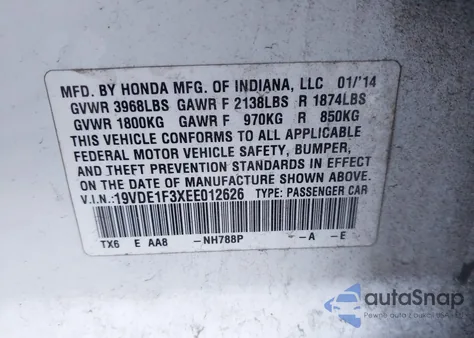 MFD. BY HONDA MFG. OF INDIANA, LLC 01/'14
GVWR 3968LBS GAWR F 2138LBS R 1874LBS
GVWR 1800KG GAWR F 970KG R 850KG
THIS VEHICLE CONFORMS TO ALL APPLICABLE
FEDERAL MOTOR VEHICLE SAFETY, BUMPER,
AND THEFT PREVENTION STANDARDS IN EFFECT
ON THE DATE OF MANUFACTURE SHOWN ABOVE.
V.I.N.:19VDE1F3XEE012626 TYPE: PASSENGER CAR
TX6 E AA8 -NH788P -A -E
autoSnap
Pewne auto z